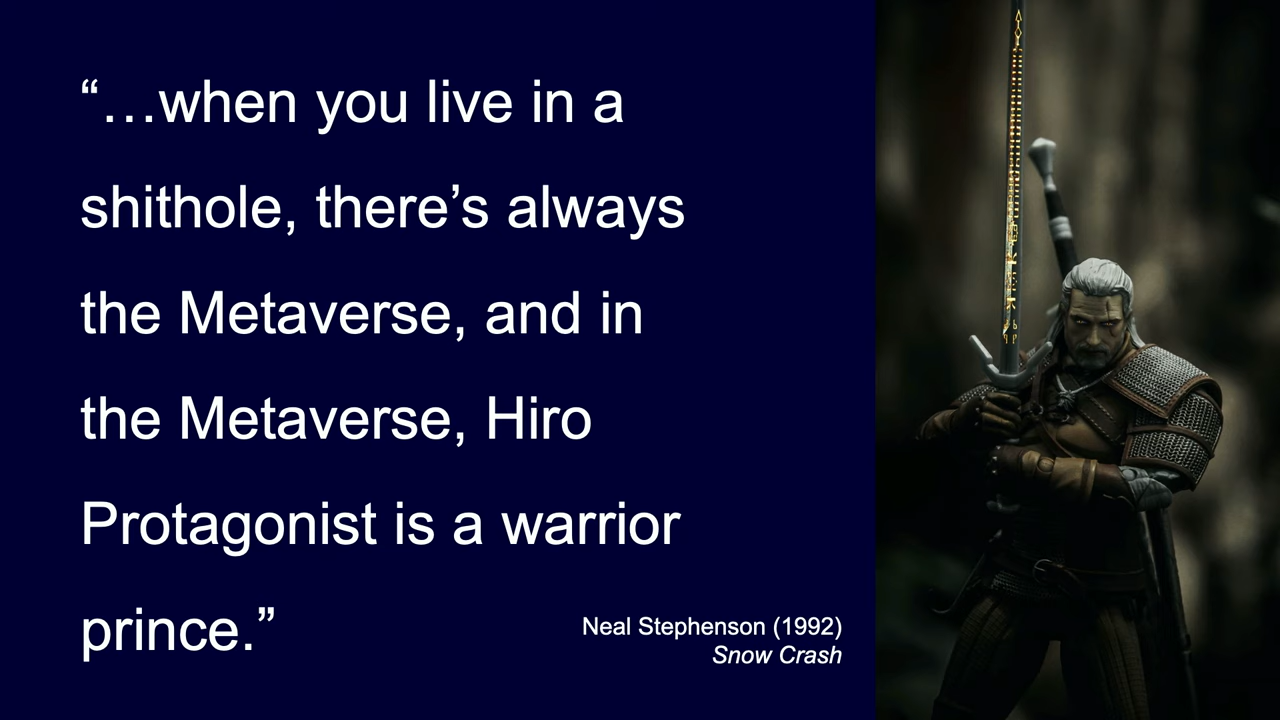 “…when you live in a
shithole, there’s always
the Metaverse, and in
the Metaverse, Hiro
Protagonist is a warrior
prince.”
Neal Stephenson (1992)
Snow Crash